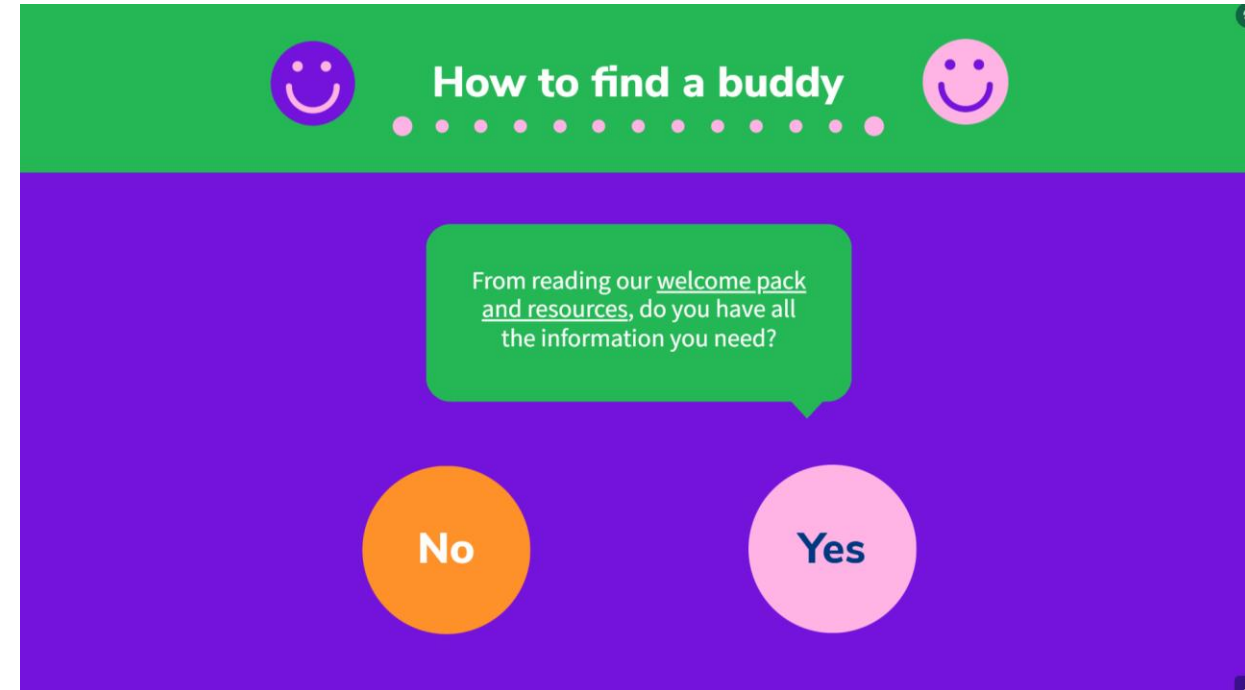 How to find a buddy
From reading our welcome pack
and resources, do you have all
the information you need?
No
Yes